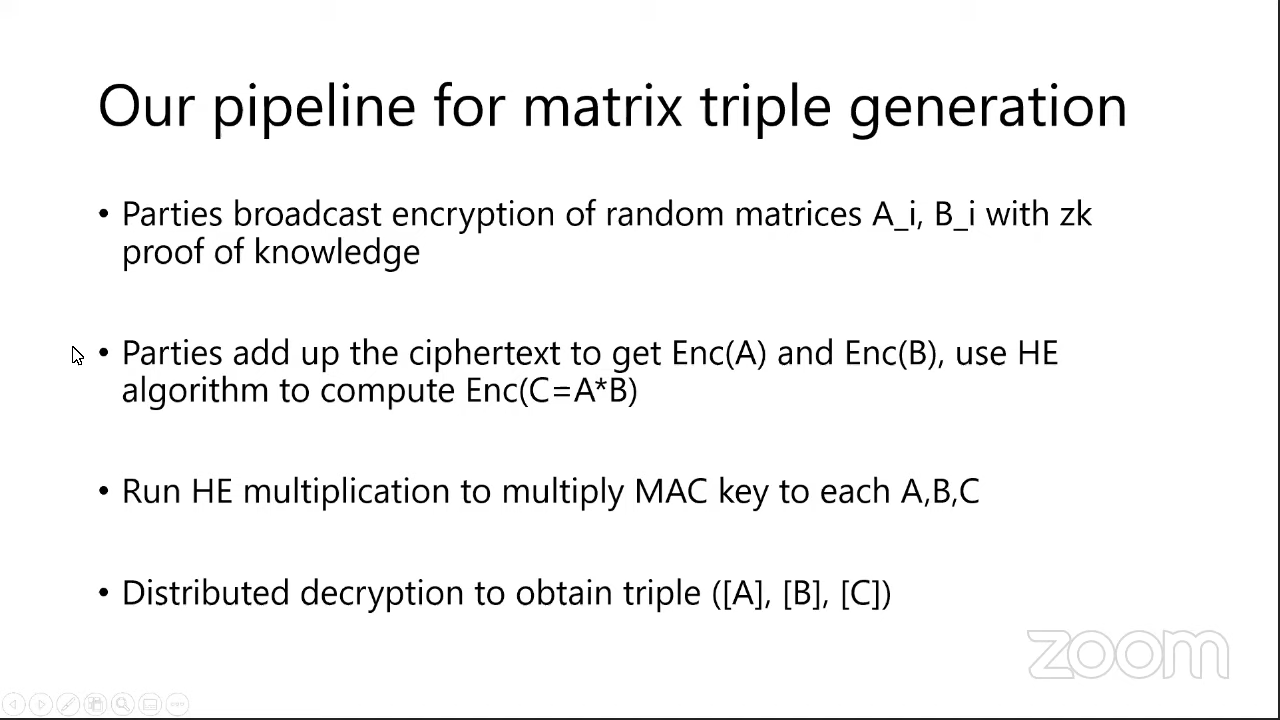 Our pipeline for matrix triple generation
• Parties broadcast encryption of random matrices A_i, B_i with zk
proof of knowledge
• Parties add up the ciphertext to get Enc(A) and Enc(B), use HE
algorithm to compute Enc(C=A*B)
• Run HE multiplication to multiply MAC key to each A,B,C
• Distributed decryption to obtain triple ([A], [B], [C])
zoom